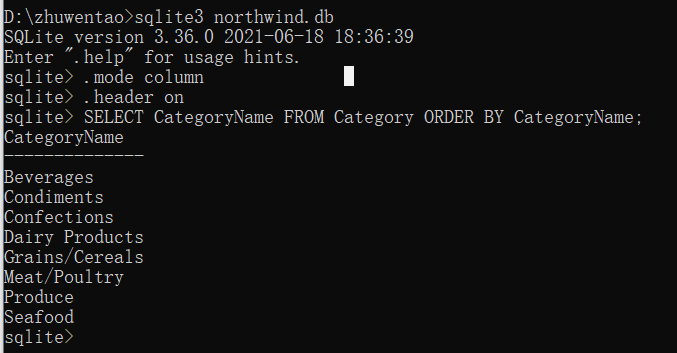 D:\zhuwentao>sqlite3 northwind.db
SQLite version 3.36.0 2021-06-18 18:36:39
Enter ".help" for usage hints.
sqlite> .mode column
sqlite> .header on
sqlite> SELECT CategoryName FROM Category ORDER BY CategoryName;
CategoryName
--------------
Beverages
Condiments
Confections
Dairy Products
Grains/Cereals
Meat/Poultry
Produce
Seafood
sqlite>